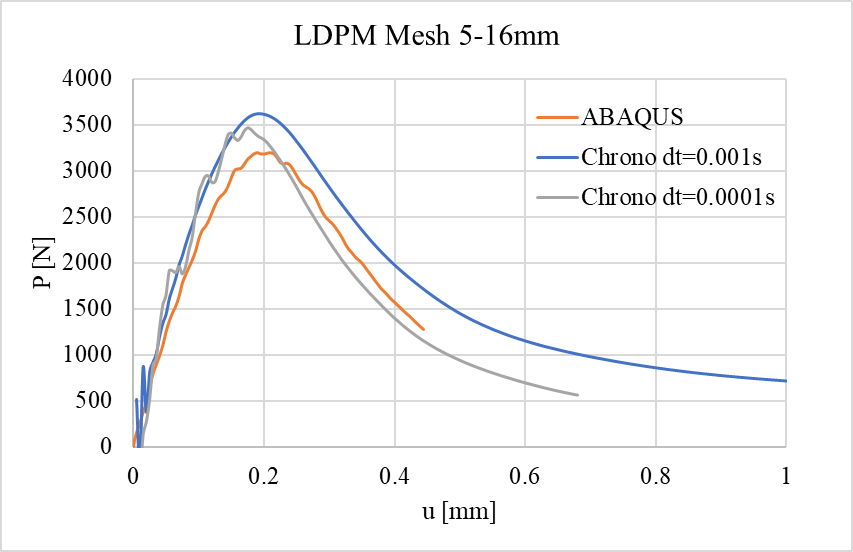 LDPM Mesh 5-16mm
4000
3500
3000
2500
2000
1500
1000
500
0
P [N]
ABAQUS
Chrono dt=0.001s
Chrono dt=0.0001s
0 0.2 0.4 0.6 0.8 1
u [mm]